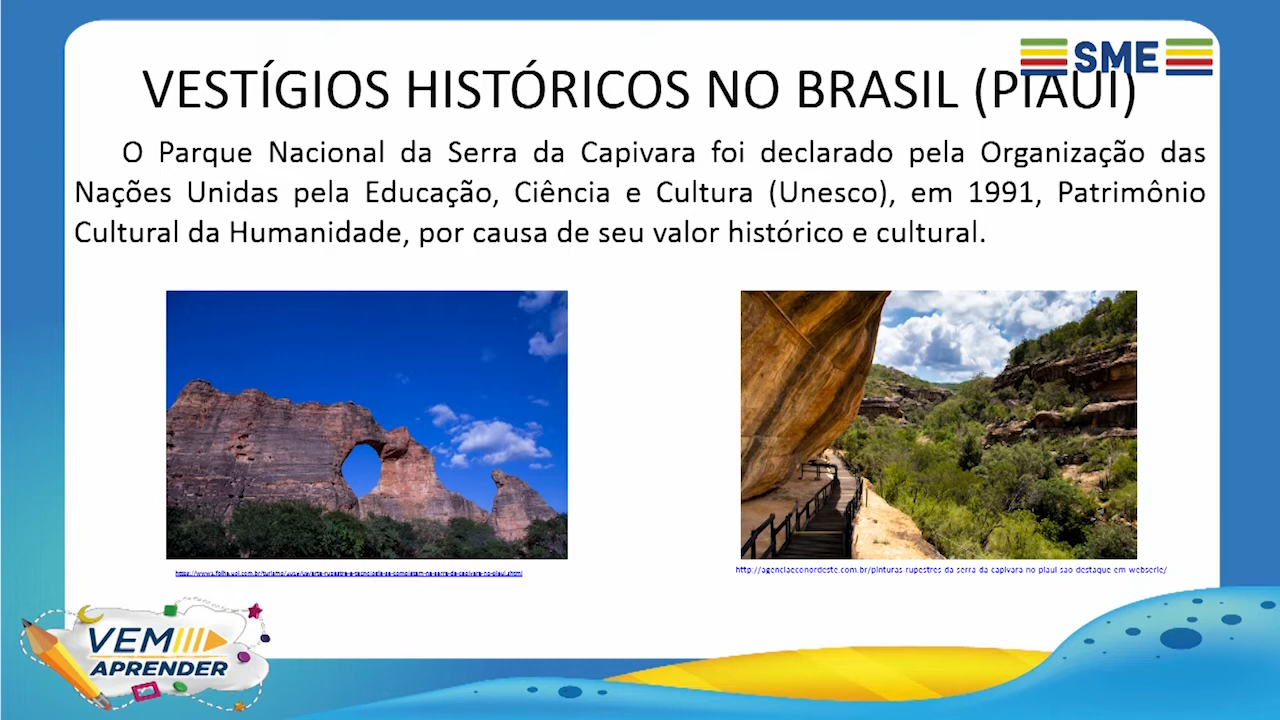 SME
VESTÍGIOS HISTÓRICOS NO BRASIL (PIAUÍ)
O Parque Nacional da Serra da Capivara foi declarado pela Organização das
Nações Unidas pela Educação, Ciência e Cultura (Unesco), em 1991, Patrimônio
Cultural da Humanidade, por causa de seu valor histórico e cultural.
http://agenciaeconordeste.com.br/pinturas-rupestres-da-serra-da-capivara-no-piaui-sao-destaque-em-webserie/
VEM
APRENDER